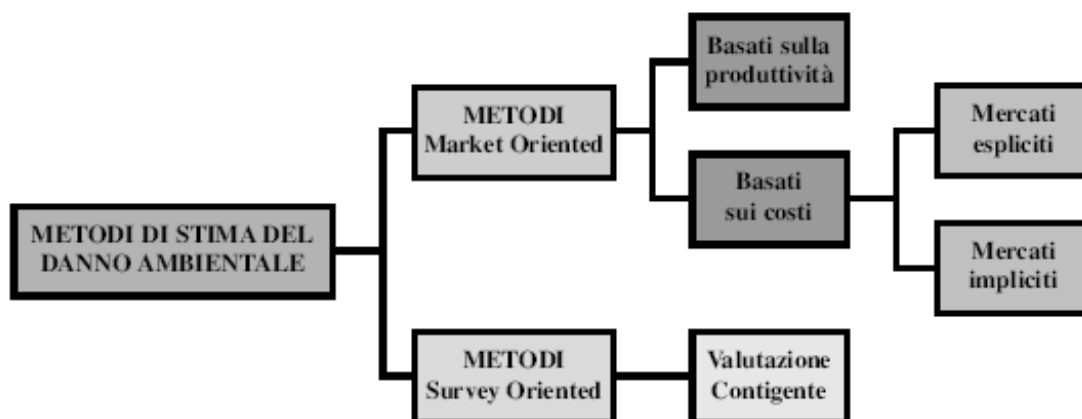 Basati sulla
produttività
METODI
Market Oriented
Mercati
espliciti
Basati
sui costi
METODI DI STIMA DEL
DANNO AMBIENTALE
Mercati
impliciti
METODI
Survey Oriented
Valutazione
Contigente